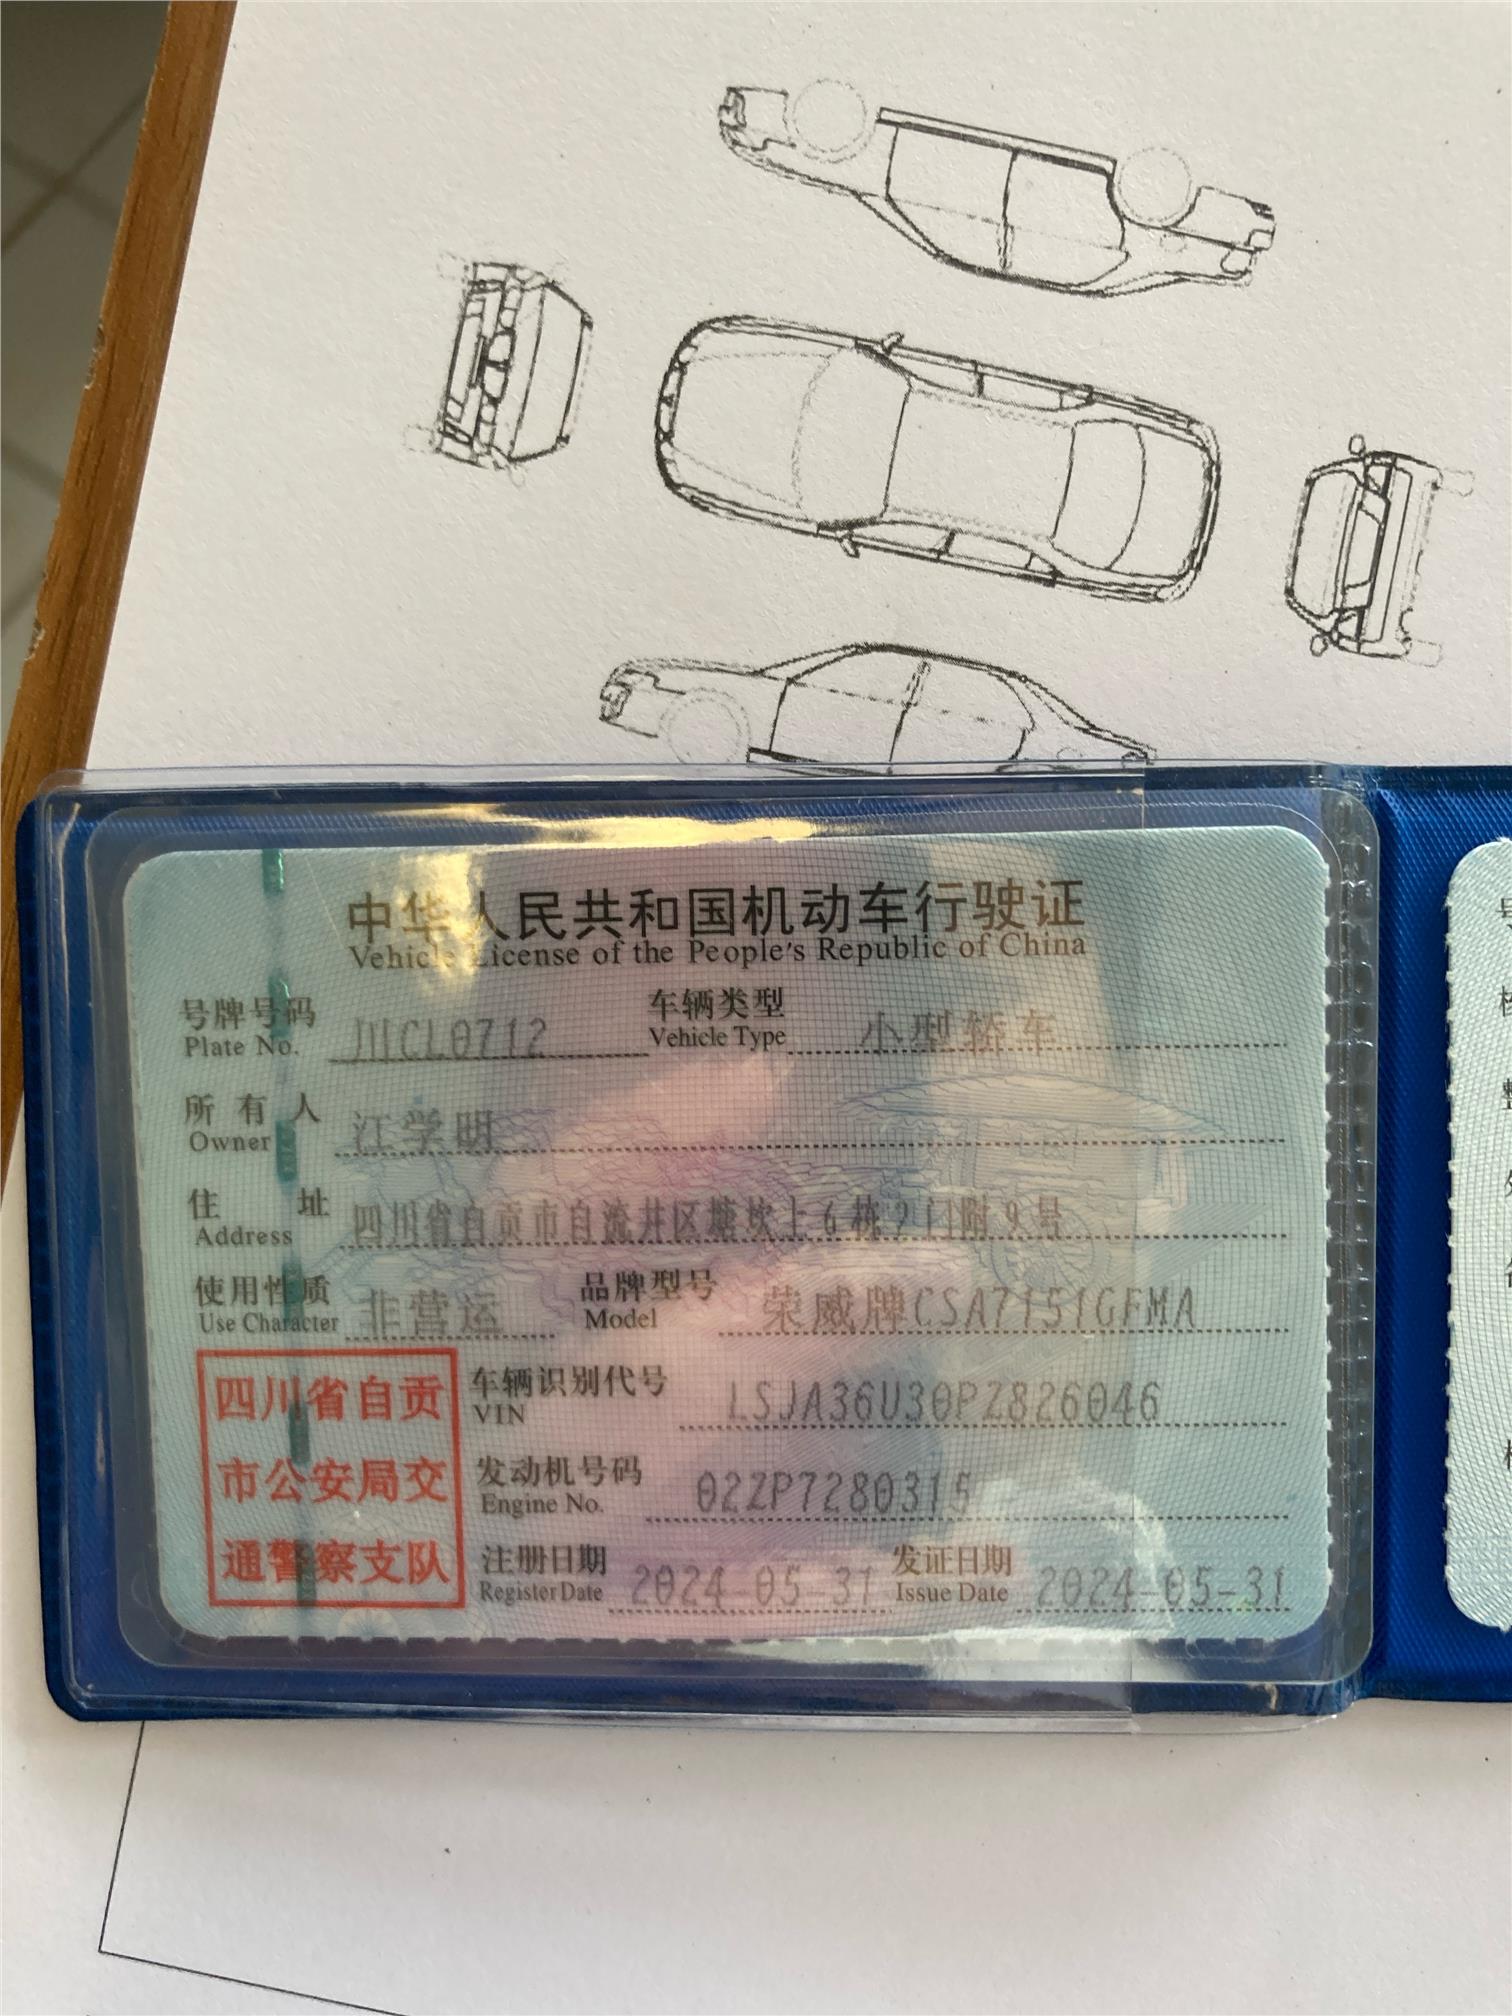 中华人民共和国机动车行驶证
Vehicle License of the People's Republic of China
号牌号码 川CL0712 车辆类型 小型轿车
Plate No. Vehicle Type
所有人 江学明
Owner
住址 四川省自贡市自流井区塘坎上6栋2门附9号
Address
使用性质 非营运 品牌型号 荣威牌CSA7151GFMA
Use Character Model
车辆识别代号 LSJA36U30PZ826046
VIN
发动机号码 02ZP7280315
Engine No.
注册日期 2024-05-31 发证日期 2024-05-31
Register Date Issue Date
四川省自贡
市公安局交
通警察支队